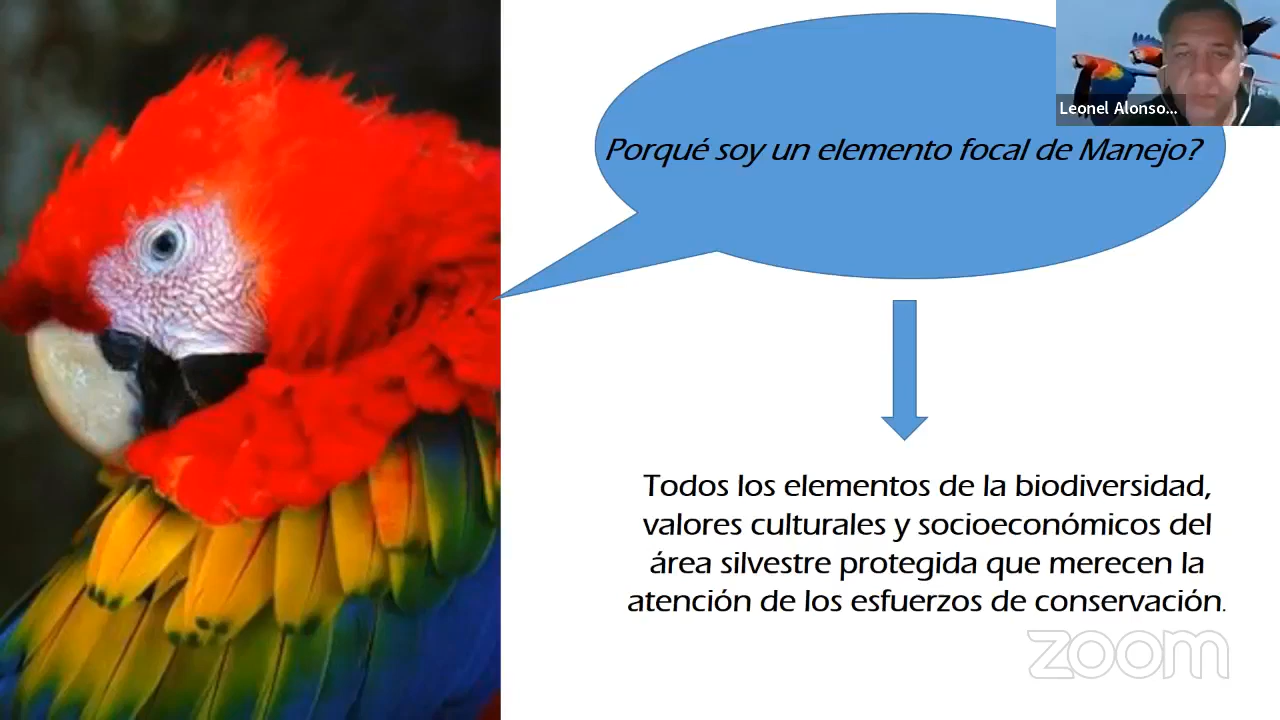 Leonel Alonso...
Porqué soy un elemento focal de Manejo?
Todos los elementos de la biodiversidad,
valores culturales y socioeconómicos del
área silvestre protegida que merecen la
atención de los esfuerzos de conservación.
zoom